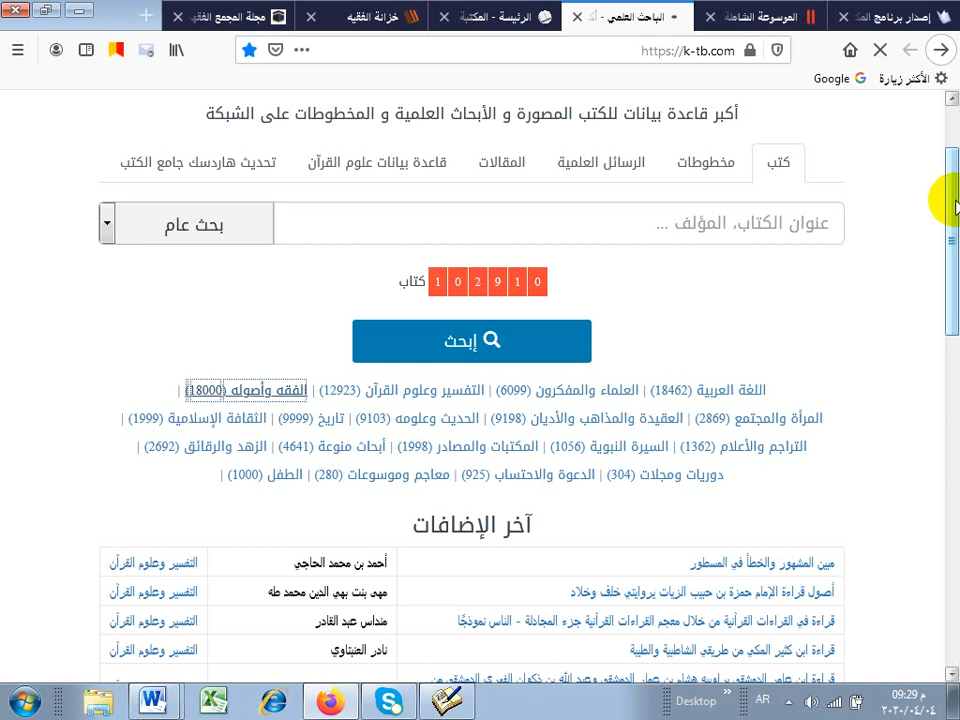 إصدار برنامج المك
الموسوعة الشاملة
الباحث العلمي - أك
الرئيسة - المكتبة
خزانة الفقيه
مجلة المجمع الفقه
https://k-tb.com
الأكثر زيارة
Google
أكبر قاعدة بيانات للكتب المصورة و الأبحاث العلمية و المخطوطات على الشبكة
كتب مخطوطات الرسائل العلمية المقالات قاعدة بيانات علوم القرآن تحديث هاردسك جامع الكتب
عنوان الكتاب، المؤلف ... بحث عام
1 0 2 9 1 0 كتاب
إبحث
اللغة العربية (18462) | العلماء والمفكرون (6099) | التفسير وعلوم القرآن (12923) | الفقه وأصوله (18000) |
المرأة والمجتمع (2869) | العقيدة والمذاهب والأديان (9198) | الحديث وعلومه (9103) | تاريخ (9999) | الثقافة الإسلامية (1999) |
التراجم والأعلام (1362) | السيرة النبوية (1056) | المكتبات والمصادر (1998) | أبحاث منوعة (4641) | الزهد والرقائق (2692) |
دوريات ومجلات (304) | الدعوة والاحتساب (925) | معاجم وموسوعات (280) | الطفل (1000) |
آخر الإضافات
مبين المشهور والخطأ في المسطور أحمد بن محمد الحاجي التفسير وعلوم القرآن
أصول قراءة الإمام حمزة بن حبيب الزيات بروايتي خلف وخلاد مهى بنت بهي الدين محمد طه التفسير وعلوم القرآن
قراءة في القراءات القرآنية من خلال معجم القراءات القرآنية جزء المجادلة - الناس نموذجًا منداس عبد القادر التفسير وعلوم القرآن
قراءة ابن كثير المكي من طريقي الشاطبية والطيبة نادر العنبتاوي التفسير وعلوم القرآن
Desktop
AR
09:29 م
٢٠٢٠/٠٤/٠٤